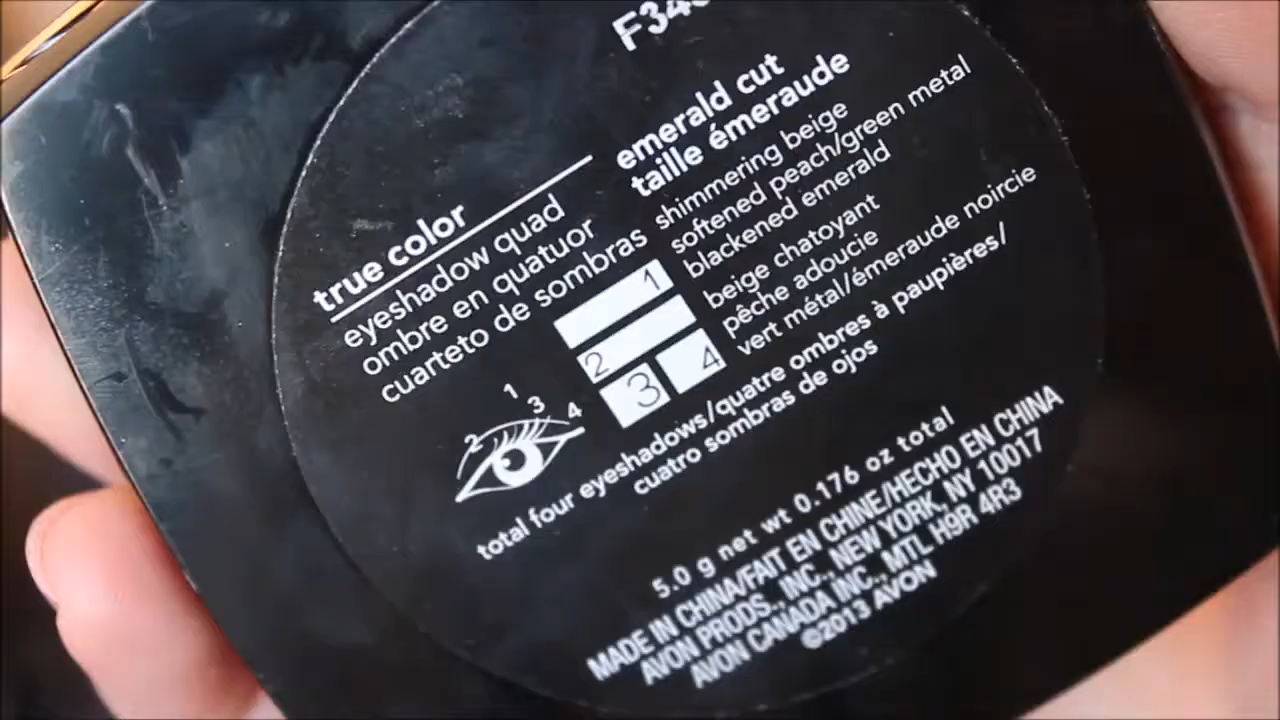 true color
eyeshadow quad
ombre en quatuor
cuarteto de sombras
emerald cut
taille émeraude
shimmering beige
softened peach/green metal
blackened emerald
beige chatoyant
pêche adoucie
vert métal/émeraude noircie
1
2
3 4
1
2 3 4
total four eyeshadows/quatre ombres à paupières/
cuatro sombras de ojos
5.0 g net wt 0.176 oz total
MADE IN CHINA/FAIT EN CHINE/HECHO EN CHINA
AVON PRODS., INC., NEW YORK, NY 10017
AVON CANADA INC., MTL H9R 4R3
©2013 AVON